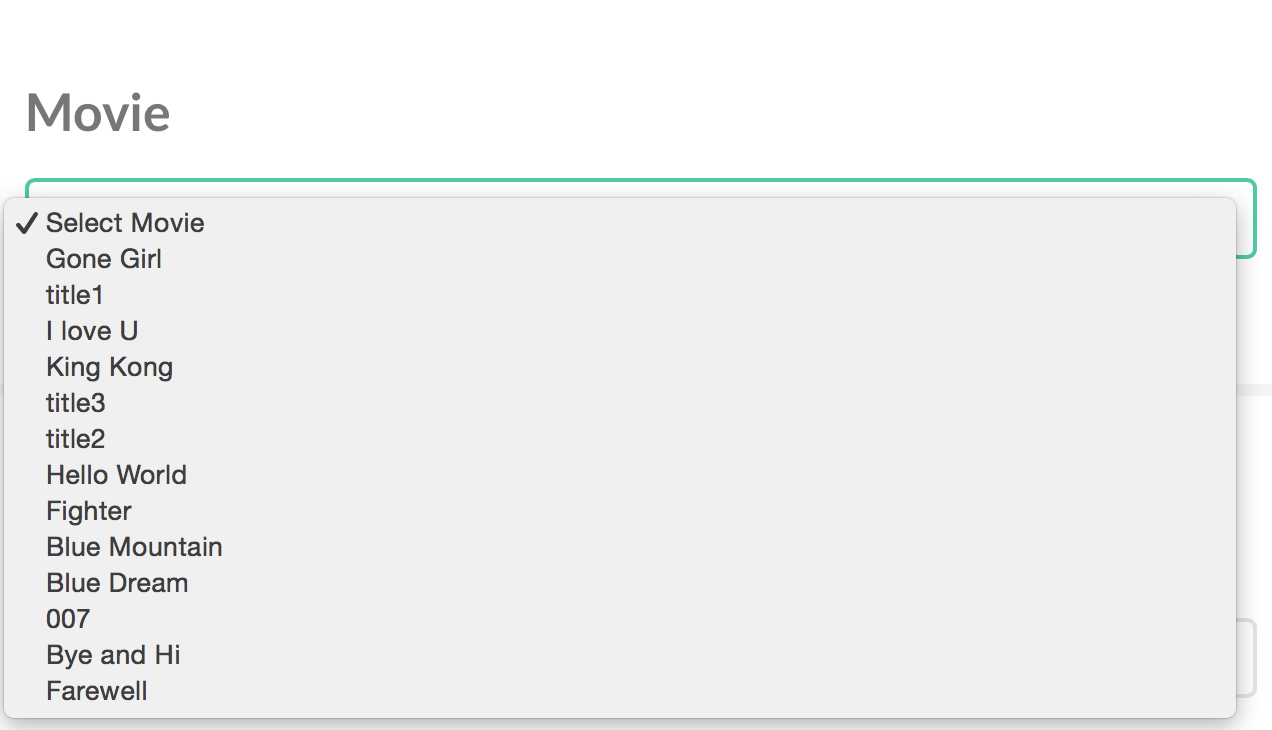 Movie
✓ Select Movie
Gone Girl
title1
I love U
King Kong
title3
title2
Hello World
Fighter
Blue Mountain
Blue Dream
007
Bye and Hi
Farewell